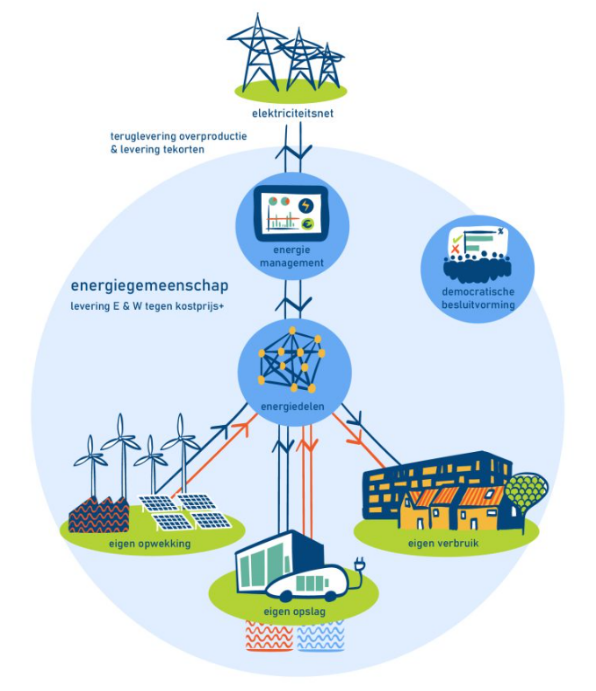 elektriciteitsnet
teruglevering overproductie
& levering tekorten
energie
management
energiegemeenschap
levering E & W tegen kostprijs+
democratische
besluitvorming
energiedelen
eigen opwekking
eigen verbruik
eigen opslag